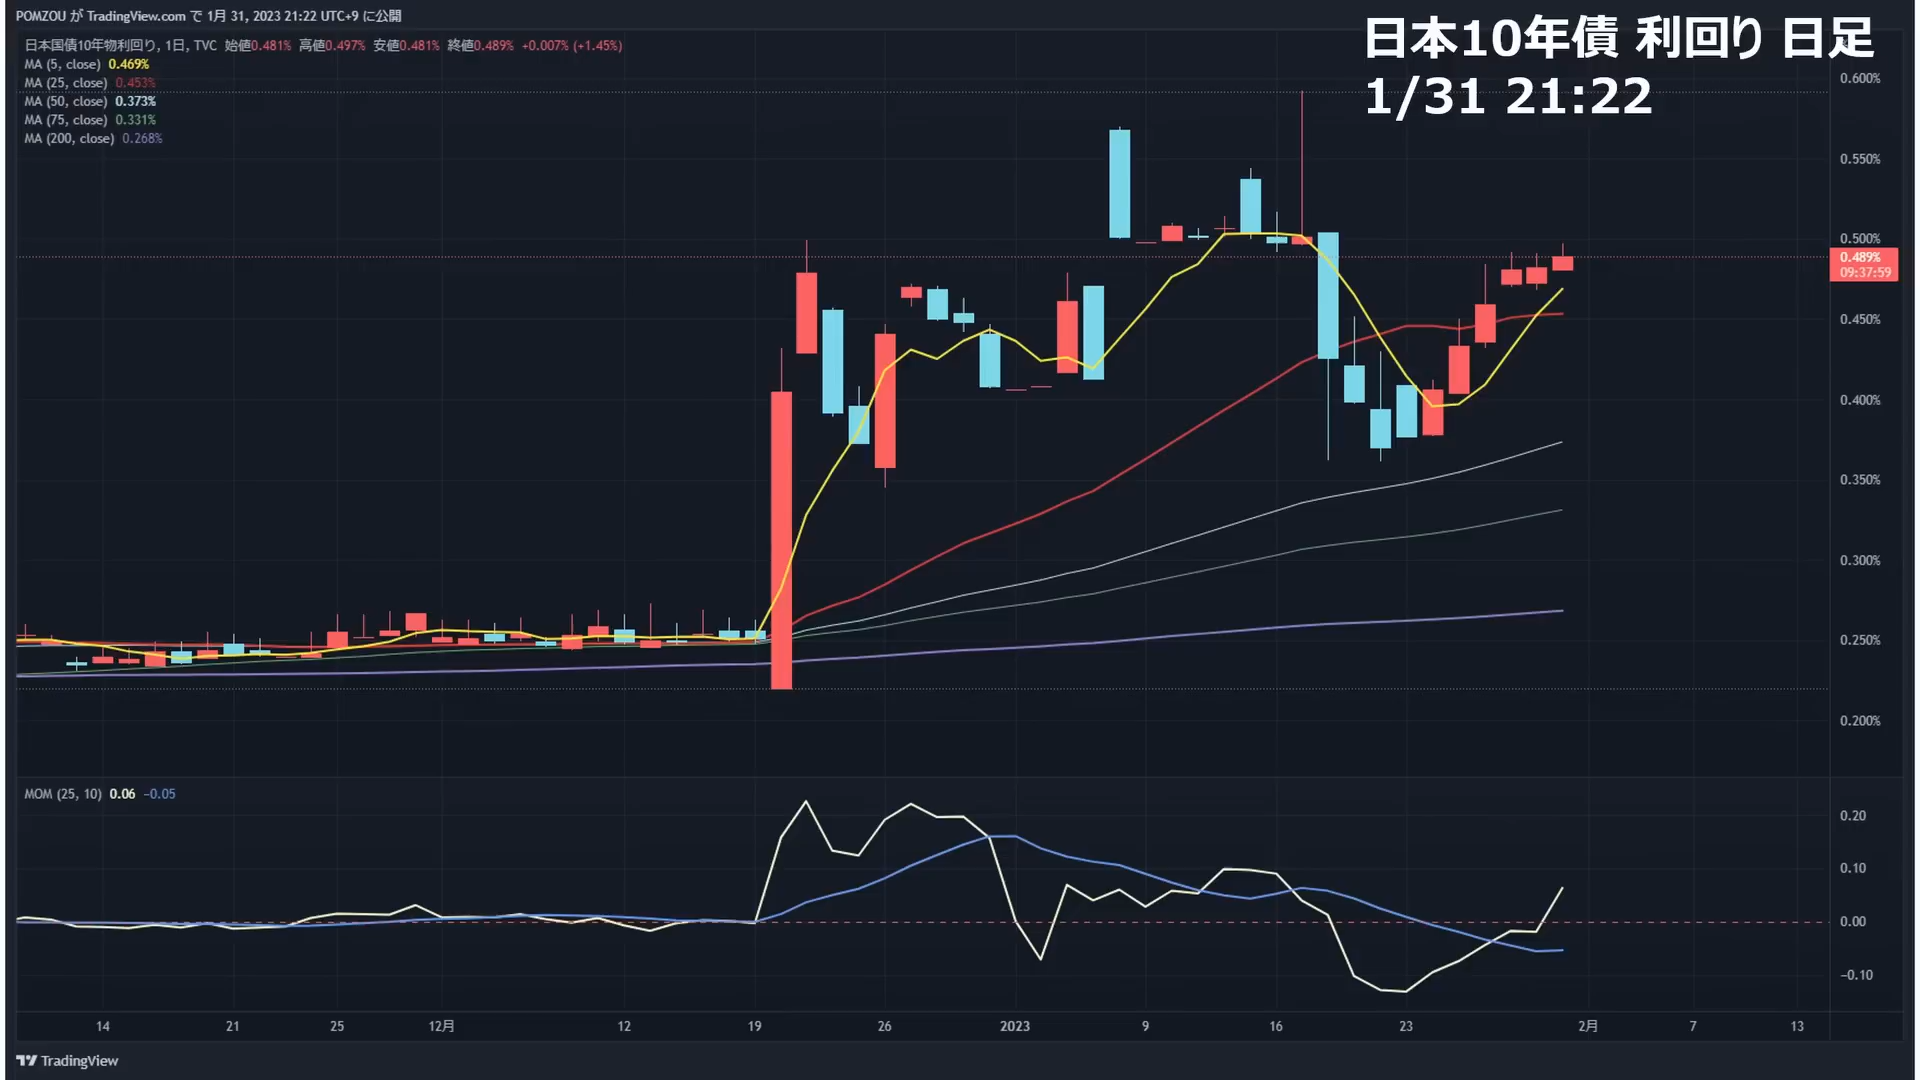 POMZOU が TradingView.com で 1月 31, 2023 21:22 UTC+9 に公開
日本10年債 利回り 日足
1/31 21:22
日本国債10年物利回り, 1日, TVC 始値0.481% 高値0.497% 安値0.481% 終値0.489% +0.007% (+1.45%)
MA (5, close) 0.469%
MA (25, close) 0.453%
MA (50, close) 0.373%
MA (75, close) 0.331%
MA (200, close) 0.268%
0.600%
0.550%
0.500%
0.489%
09:37:59
0.450%
0.400%
0.350%
0.300%
0.250%
0.200%
MOM (25, 10) 0.06 −0.05
0.20
0.10
0.00
−0.10
14 21 25 12月 12 19 26 2023 9 16 23 2月 7 13
TradingView